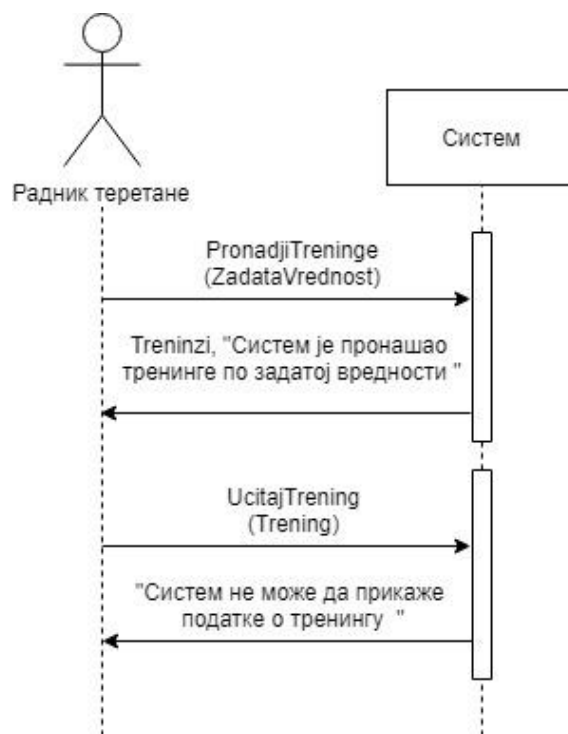 Радник теретане
Систем
PronadjiTreninge
(ZadataVrednost)
Treninzi, "Систем је пронашао
тренинге по задатој вредности "
UcitajTrening
(Trening)
"Систем не може да прикаже
податке о тренингу  "